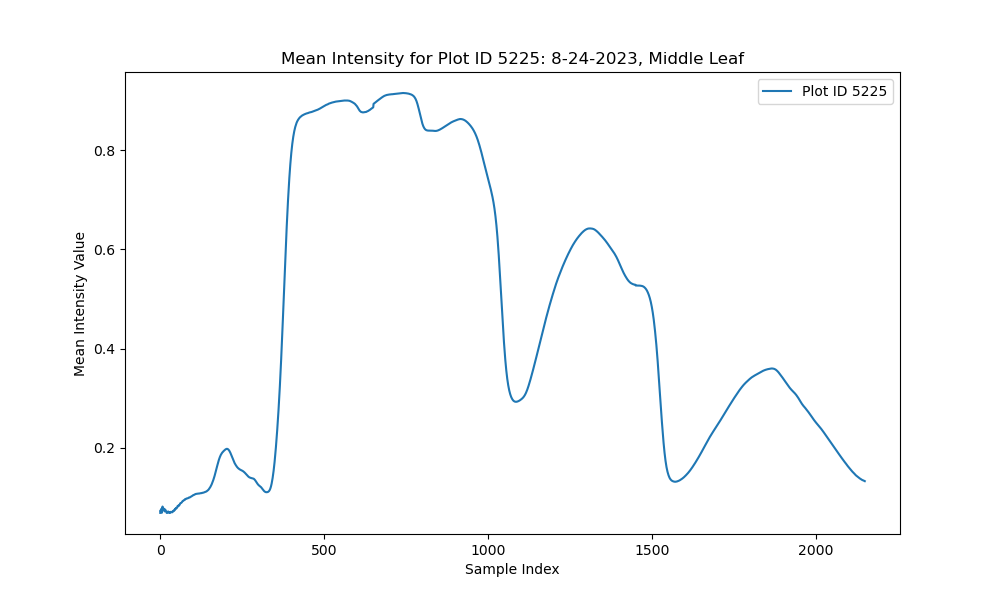 Mean Intensity for Plot ID 5225: 8-24-2023, Middle Leaf
Plot ID 5225
Mean Intensity Value
0.8
0.6
0.4
0.2
0 500 1000 1500 2000
Sample Index